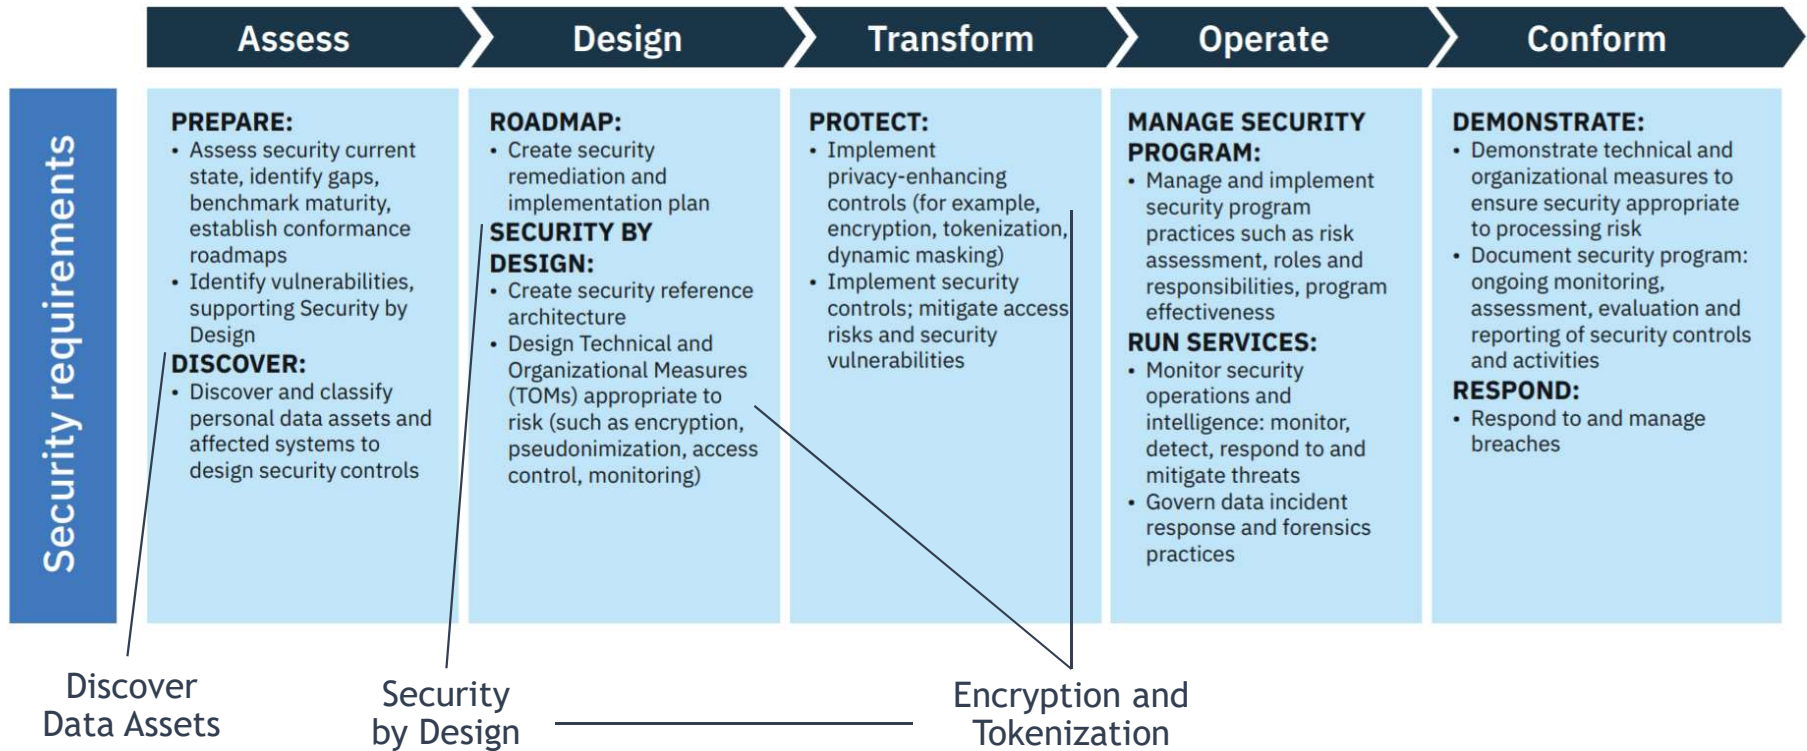 Assess
Design
Transform
Operate
Conform
Security requirements
PREPARE:
• Assess security current
state, identify gaps,
benchmark maturity,
establish conformance
roadmaps
• Identify vulnerabilities,
supporting Security by
Design
DISCOVER:
• Discover and classify
personal data assets and
affected systems to
design security controls
ROADMAP:
• Create security
remediation and
implementation plan
SECURITY BY
DESIGN:
• Create security reference
architecture
• Design Technical and
Organizational Measures
(TOMs) appropriate to
risk (such as encryption,
pseudonimization, access
control, monitoring)
PROTECT:
• Implement
privacy-enhancing
controls (for example,
encryption, tokenization,
dynamic masking)
• Implement security
controls; mitigate access
risks and security
vulnerabilities
MANAGE SECURITY
PROGRAM:
• Manage and implement
security program
practices such as risk
assessment, roles and
responsibilities, program
effectiveness
RUN SERVICES:
• Monitor security
operations and
intelligence: monitor,
detect, respond to and
mitigate threats
• Govern data incident
response and forensics
practices
DEMONSTRATE:
• Demonstrate technical and
organizational measures to
ensure security appropriate
to processing risk
• Document security program:
ongoing monitoring,
assessment, evaluation and
reporting of security controls
and activities
RESPOND:
• Respond to and manage
breaches
Discover
Data Assets
Security
by Design
Encryption and
Tokenization